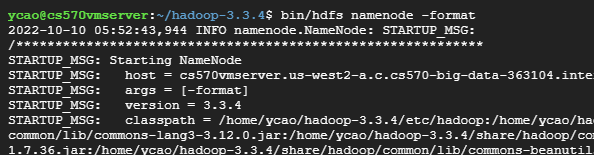 ycao@cs570vmserver:~/hadoop-3.3.4$ bin/hdfs namenode -format
2022-10-10 05:52:43,944 INFO namenode.NameNode: STARTUP_MSG:
/************************************************************
STARTUP_MSG: Starting NameNode
STARTUP_MSG:   host = cs570vmserver.us-west2-a.c.cs570-big-data-363104.inte
STARTUP_MSG:   args = [-format]
STARTUP_MSG:   version = 3.3.4
STARTUP_MSG:   classpath = /home/ycao/hadoop-3.3.4/etc/hadoop:/home/ycao/ha
common/lib/commons-lang3-3.12.0.jar:/home/ycao/hadoop-3.3.4/share/hadoop/co
1.7.36.jar:/home/ycao/hadoop-3.3.4/share/hadoop/common/lib/commons-beanutil